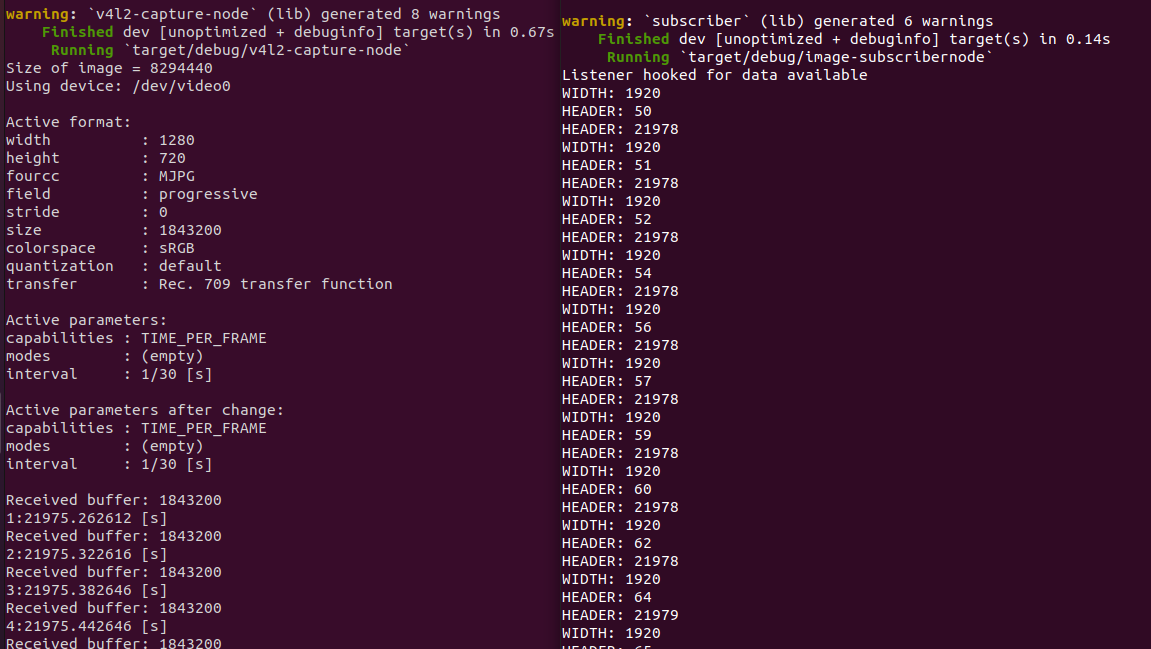 warning: `v4l2-capture-node` (lib) generated 8 warnings
    Finished dev [unoptimized + debuginfo] target(s) in 0.67s
     Running `target/debug/v4l2-capture-node`
Size of image = 8294440
Using device: /dev/video0

Active format:
width          : 1280
height         : 720
fourcc         : MJPG
field          : progressive
stride         : 0
size           : 1843200
colorspace     : sRGB
quantization   : default
transfer       : Rec. 709 transfer function

Active parameters:
capabilities : TIME_PER_FRAME
modes        : (empty)
interval     : 1/30 [s]

Active parameters after change:
capabilities : TIME_PER_FRAME
modes        : (empty)
interval     : 1/30 [s]

Received buffer: 1843200
1:21975.262612 [s]
Received buffer: 1843200
2:21975.322616 [s]
Received buffer: 1843200
3:21975.382646 [s]
Received buffer: 1843200
4:21975.442646 [s]
Received buffer: 1843200
warning: `subscriber` (lib) generated 6 warnings
    Finished dev [unoptimized + debuginfo] target(s) in 0.14s
     Running `target/debug/image-subscribernode`
Listener hooked for data available
WIDTH: 1920
HEADER: 50
HEADER: 21978
WIDTH: 1920
HEADER: 51
HEADER: 21978
WIDTH: 1920
HEADER: 52
HEADER: 21978
WIDTH: 1920
HEADER: 54
HEADER: 21978
WIDTH: 1920
HEADER: 56
HEADER: 21978
WIDTH: 1920
HEADER: 57
HEADER: 21978
WIDTH: 1920
HEADER: 59
HEADER: 21978
WIDTH: 1920
HEADER: 60
HEADER: 21978
WIDTH: 1920
HEADER: 62
HEADER: 21978
WIDTH: 1920
HEADER: 64
HEADER: 21979
WIDTH: 1920
HEADER: